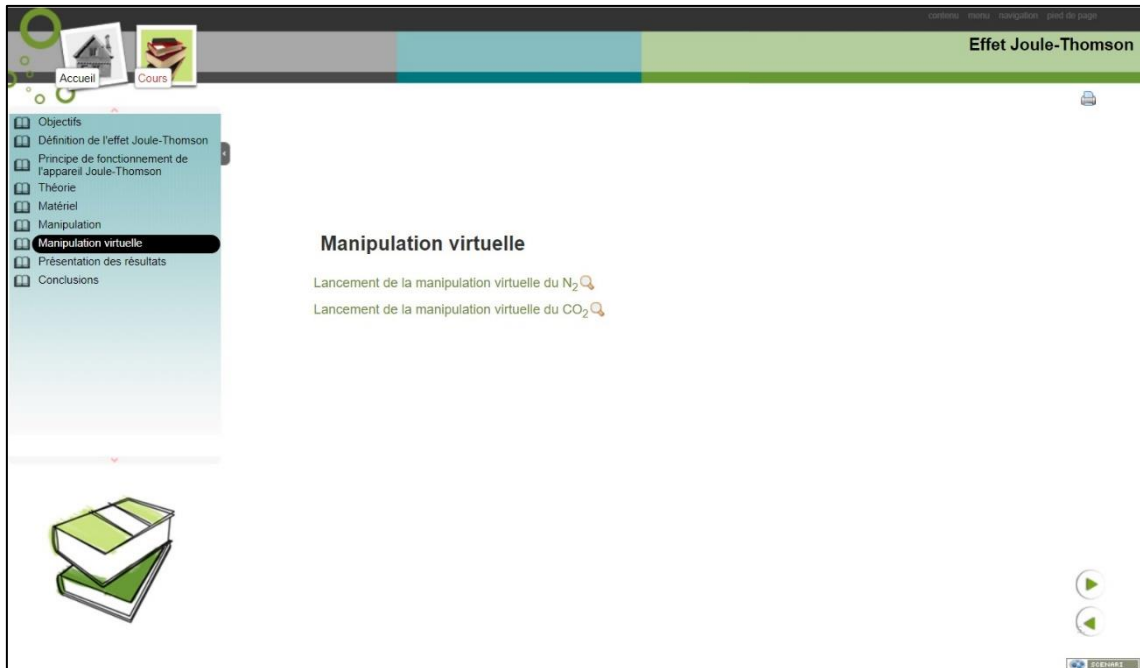 contenu menu navigation pied de page
Effet Joule-Thomson
Accueil
Cours
Objectifs
Définition de l'effet Joule-Thomson
Principe de fonctionnement de
l'appareil Joule-Thomson
Théorie
Matériel
Manipulation
Manipulation virtuelle
Présentation des résultats
Conclusions
Manipulation virtuelle
Lancement de la manipulation virtuelle du N2
Lancement de la manipulation virtuelle du CO2
SCENARI